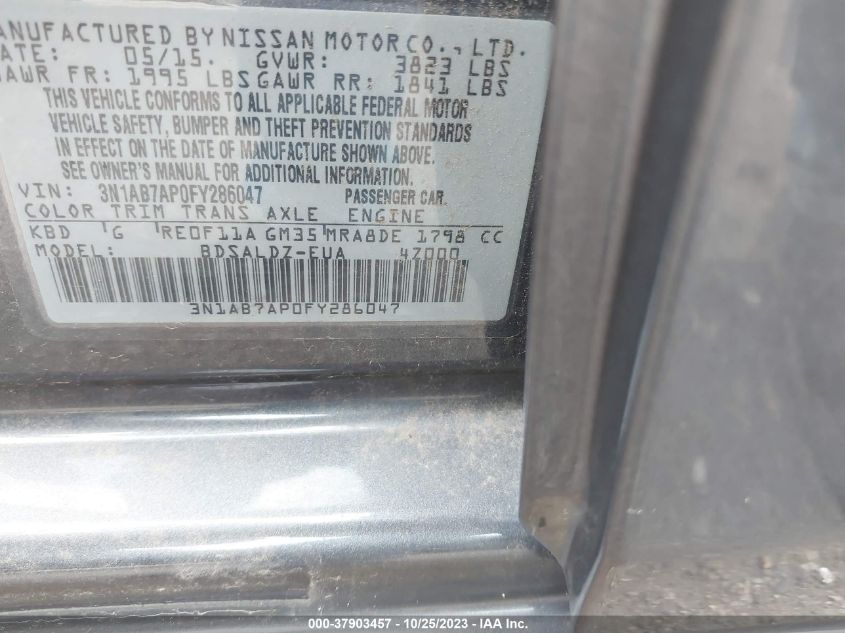 ANUFACTURED BY NISSAN MOTOR CO., LTD.
ATE: 05/15. GVWR: 3823 LBS
AWR FR: 1995 LBS GAWR RR: 1841 LBS
THIS VEHICLE CONFORMS TO ALL APPLICABLE FEDERAL MOTOR
VEHICLE SAFETY, BUMPER AND THEFT PREVENTION STANDARDS
IN EFFECT ON THE DATE OF MANUFACTURE SHOWN ABOVE.
SEE OWNER'S MANUAL FOR ADDITIONAL INFORMATION.
VIN: 3N1AB7AP0FY286047 PASSENGER CAR.
COLOR TRIM TRANS AXLE ENGINE
KBD G RE0F11A GM35 MRA8DE 1798 CC
MODEL: BDSALDZ-EUA 4Z000
3N1AB7AP0FY286047
000-37903457 - 10/25/2023 - IAA Inc.